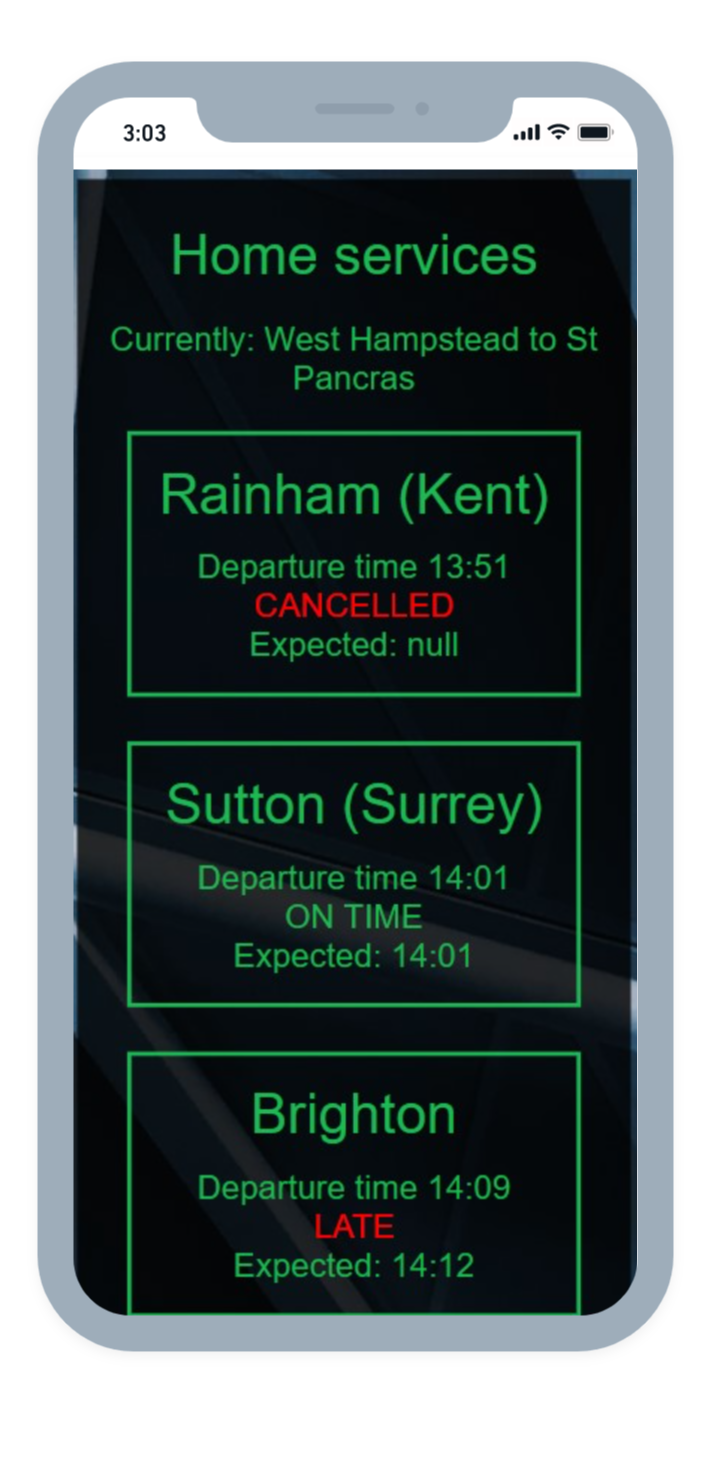 3:03
Home services
Currently: West Hampstead to St
Pancras
Rainham (Kent)
Departure time 13:51
CANCELLED
Expected: null
Sutton (Surrey)
Departure time 14:01
ON TIME
Expected: 14:01
Brighton
Departure time 14:09
LATE
Expected: 14:12